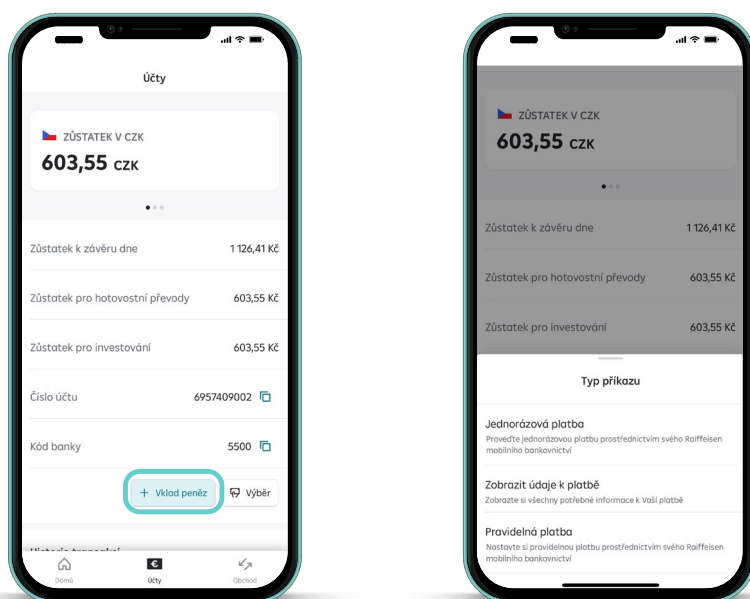 Účty
ZŮSTATEK V CZK
603,55 CZK
Zůstatek k závěru dne 1 126,41 Kč
Zůstatek pro hotovostní převody 603,55 Kč
Zůstatek pro investování 603,55 Kč
Číslo účtu 6957409002
Kód banky 5500
+ Vklad peněz Výběr
Historie transakcí
Domů Účty Obchod
ZŮSTATEK V CZK
603,55 CZK
Zůstatek k závěru dne 1 126,41 Kč
Zůstatek pro hotovostní převody 603,55 Kč
Zůstatek pro investování 603,55 Kč
Typ příkazu
Jednorázová platba
Proveďte jednorázovou platbu prostřednictvím svého Raiffeisen
mobilního bankovnictví
Zobrazit údaje k platbě
Zobrazte si všechny potřebné informace k Vaší platbě
Pravidelná platba
Nastavte si pravidelnou platbu prostřednictvím svého Raiffeisen
mobilního bankovnictví